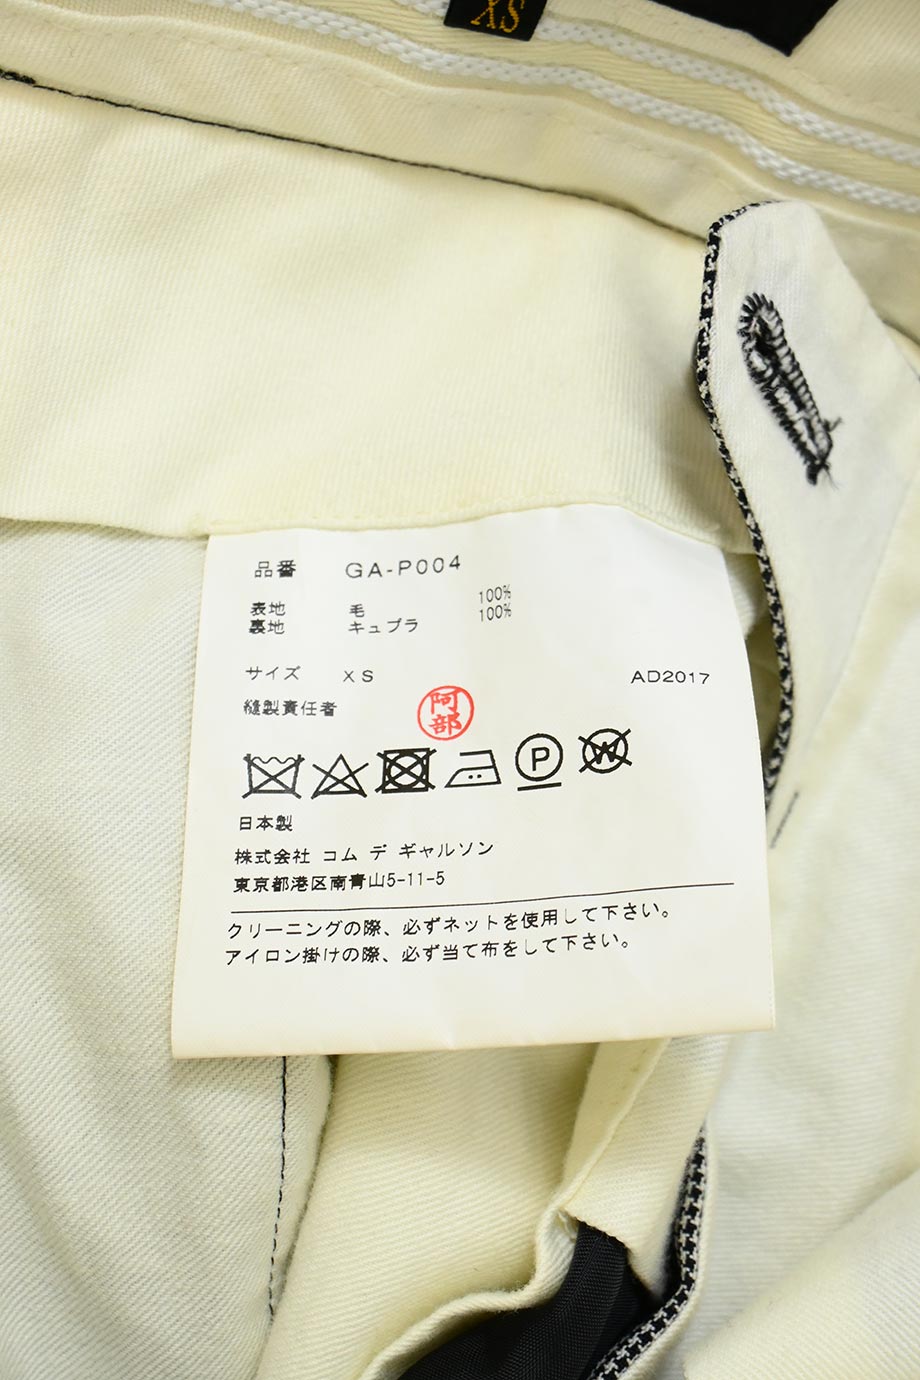 XS
品番 GA-P004
表地 毛 100%
裏地 キュプラ 100%
サイズ XS AD2017
縫製責任者 阿部
P W
日本製
株式会社 コム デ ギャルソン
東京都港区南青山5-11-5
クリーニングの際、必ずネットを使用して下さい。
アイロン掛けの際、必ず当て布をして下さい。